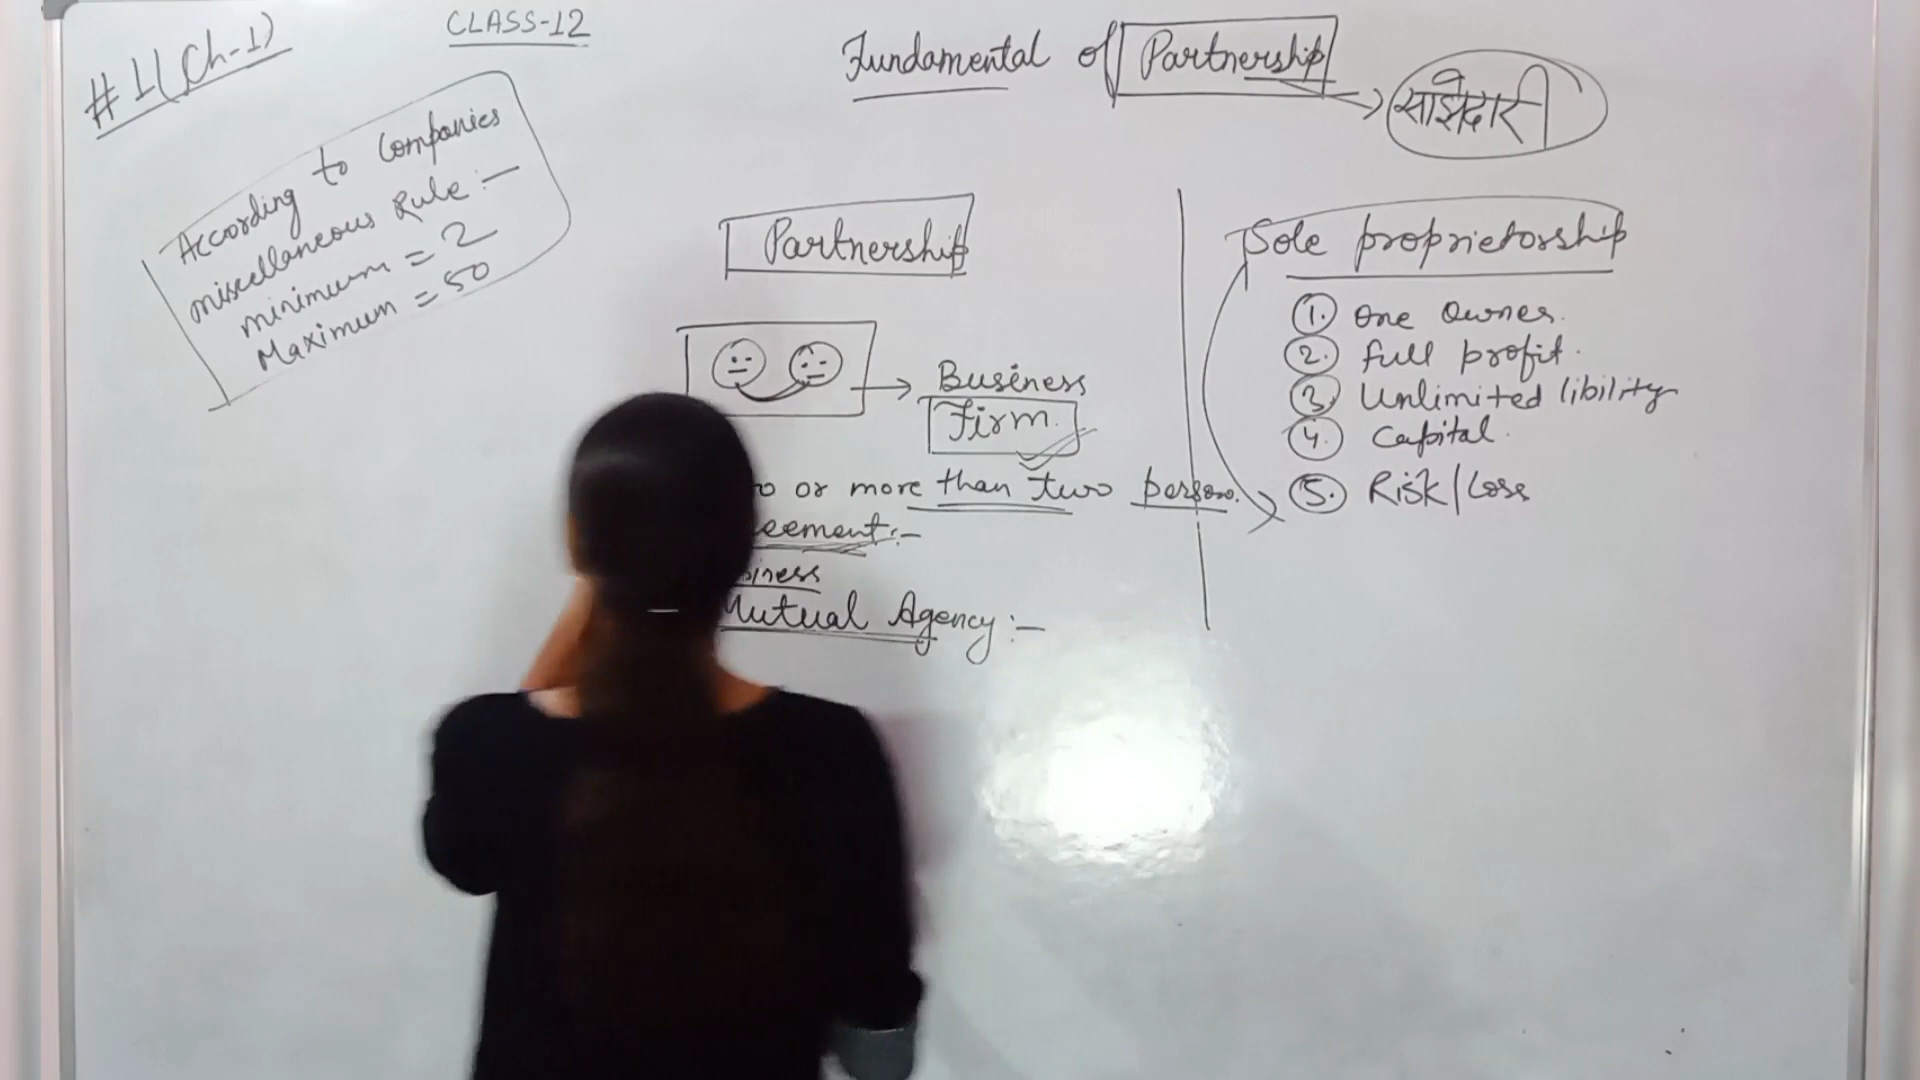 #1(Ch-1)
CLASS-12
Fundamental of Partnership
साझेदारी
According to Companies
miscellaneous Rule:-
minimum = 2
Maximum = 50
Partnership
Business
Firm.
or more than two person.
Mutual Agency:-
Sole proprietorship
1. One Owner.
2. full profit.
3. Unlimited libility
4. Capital.
5. Risk/Loss